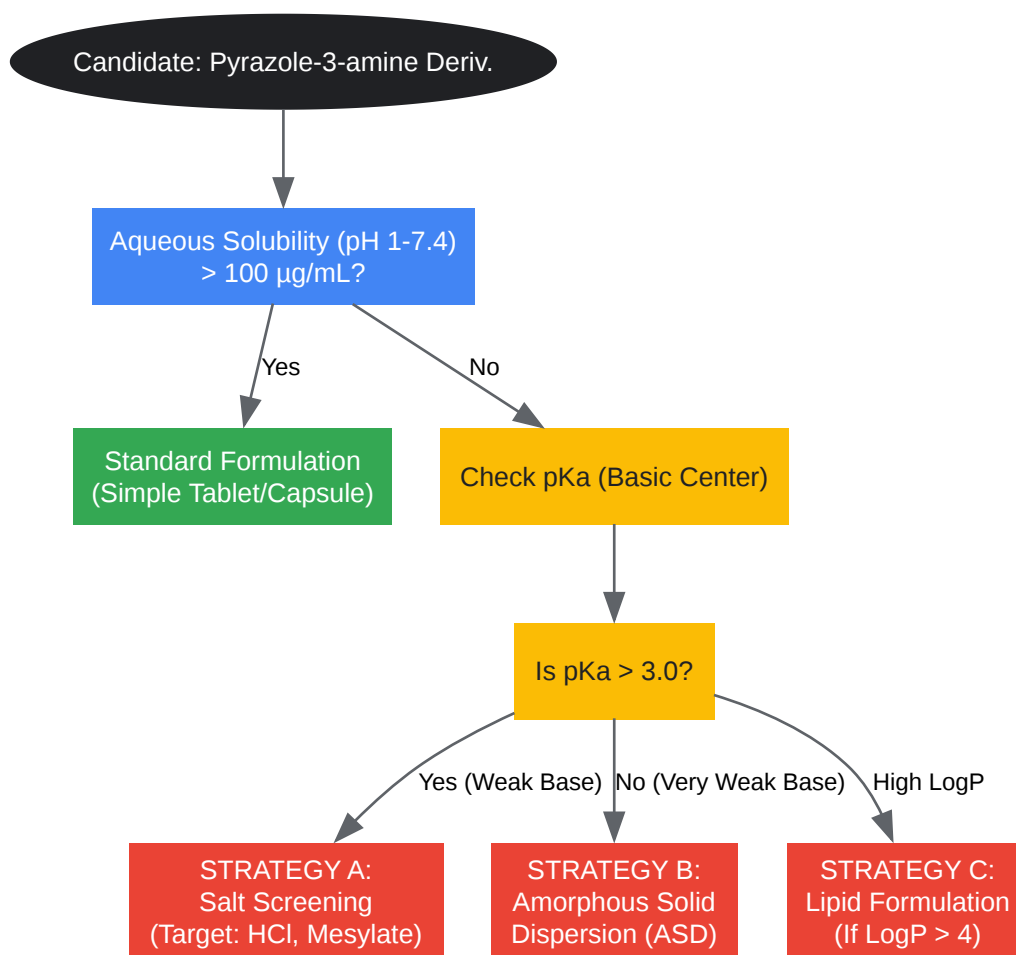 Candidate: Pyrazole-3-amine Deriv.
Aqueous Solubility (pH 1-7.4)
> 100 µg/mL?
Yes
No
Standard Formulation
(Simple Tablet/Capsule)
Check pKa (Basic Center)
Is pKa > 3.0?
Yes (Weak Base)
No (Very Weak Base)
High LogP
STRATEGY A:
Salt Screening
(Target: HCl, Mesylate)
STRATEGY B:
Amorphous Solid
Dispersion (ASD)
STRATEGY C:
Lipid Formulation
(If LogP > 4)